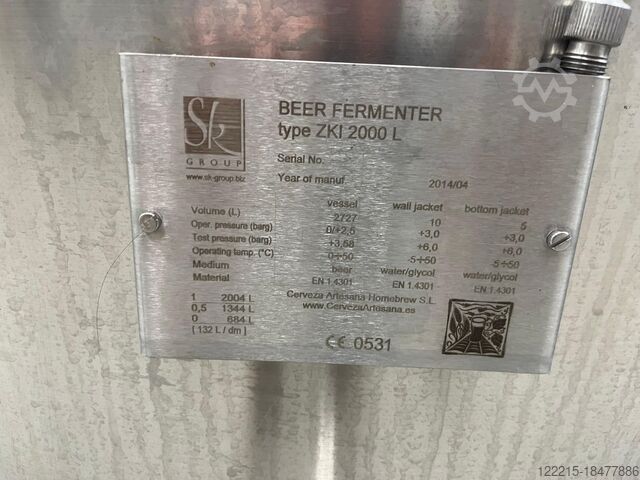 SK
GROUP
www.sk-group.biz
BEER FERMENTER
type ZKI 2000 L
Serial No.
Year of manuf. 2014/04
vessel wall jacket bottom jacket
Volume (L) 2727 10 5
Oper. pressure (barg) 0/+2,5 +3,0 +3,0
Test pressure (barg) +3,58 +6,0 +6,0
Operating temp. (°C) 0÷50 -5÷50 -5÷50
Medium beer water/glycol water/glycol
Material EN 1.4301 EN 1.4301 EN 1.4301
1 2004 L
0,5 1344 L
0 684 L
[ 132 L / dm ]
Cerveza Artesana Homebrew S.L.
www.CervezaArtesana.es
CE 0531
122215-18477886